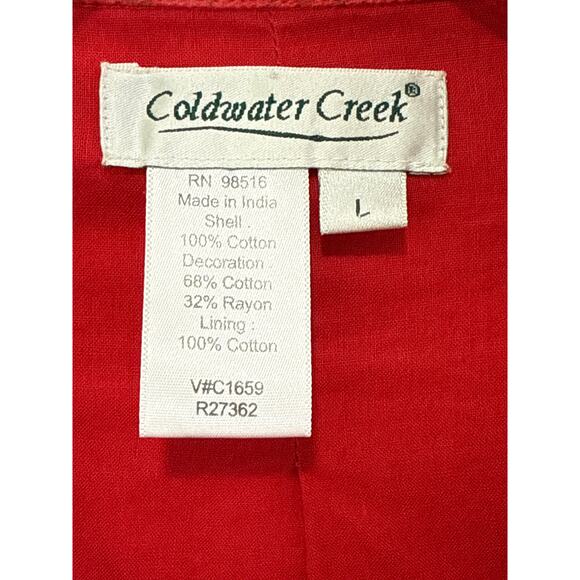 Coldwater Creek®
RN 98516
Made in India
Shell :
100% Cotton
Decoration :
68% Cotton
32% Rayon
Lining :
100% Cotton
V#C1659
R27362
L